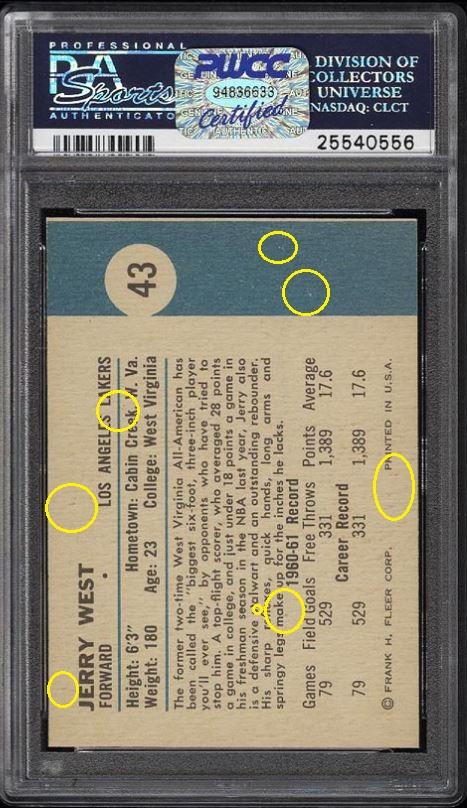 PROFESSIONAL
Sports
AUTHENTICATO
PWCC
94836633
Certified
DIVISION OF
COLLECTORS
UNIVERSE
NASDAQ: CLCT
25540556
43
JERRY WEST
FORWARD
LOS ANGELES LAKERS
Height: 6'3"
Hometown: Cabin Creek, W. Va.
Weight: 180
Age: 23
College: West Virginia
The former two-time West Virginia All-American has
been called the "biggest six-foot, three-inch player
you'll ever see," by opponents who have tried to
stop him. A top-flight scorer, who averaged 28 points
a game in college, and just under 18 points a game in
his freshman season in the NBA last year, Jerry also
is a defensive stalwart and an outstanding rebounder.
His sharp reflexes, quick hands, long arms and
springy legs make up for the inches he lacks.
1960-61 Record
Games Field Goals Free Throws Points Average
79 529 331 1,389 17.6
Career Record
79 529 331 1,389 17.6
© FRANK H. FLEER CORP. PRINTED IN U.S.A.